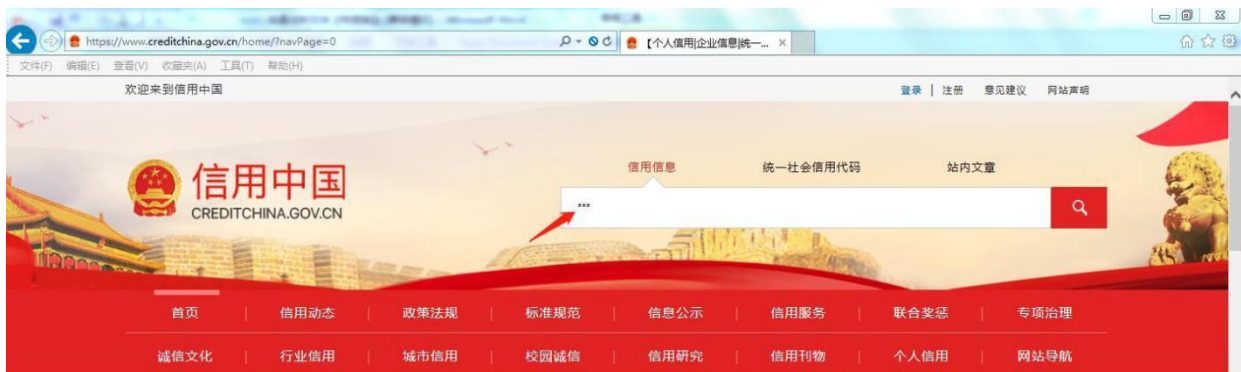 https://www.creditchina.gov.cn/home/?navPage=0
【个人信用|企业信息|统一... ×
文件(F) 编辑(E) 查看(V) 收藏夹(A) 工具(T) 帮助(H)
欢迎来到信用中国
登录 | 注册 意见建议 网站声明
信用信息 统一社会信用代码 站内文章
信用中国
CREDITCHINA.GOV.CN
***
首页 | 信用动态 | 政策法规 | 标准规范 | 信息公示 | 信用服务 | 联合奖惩 | 专项治理
诚信文化 | 行业信用 | 城市信用 | 校园诚信 | 信用研究 | 信用刊物 | 个人信用 | 网站导航